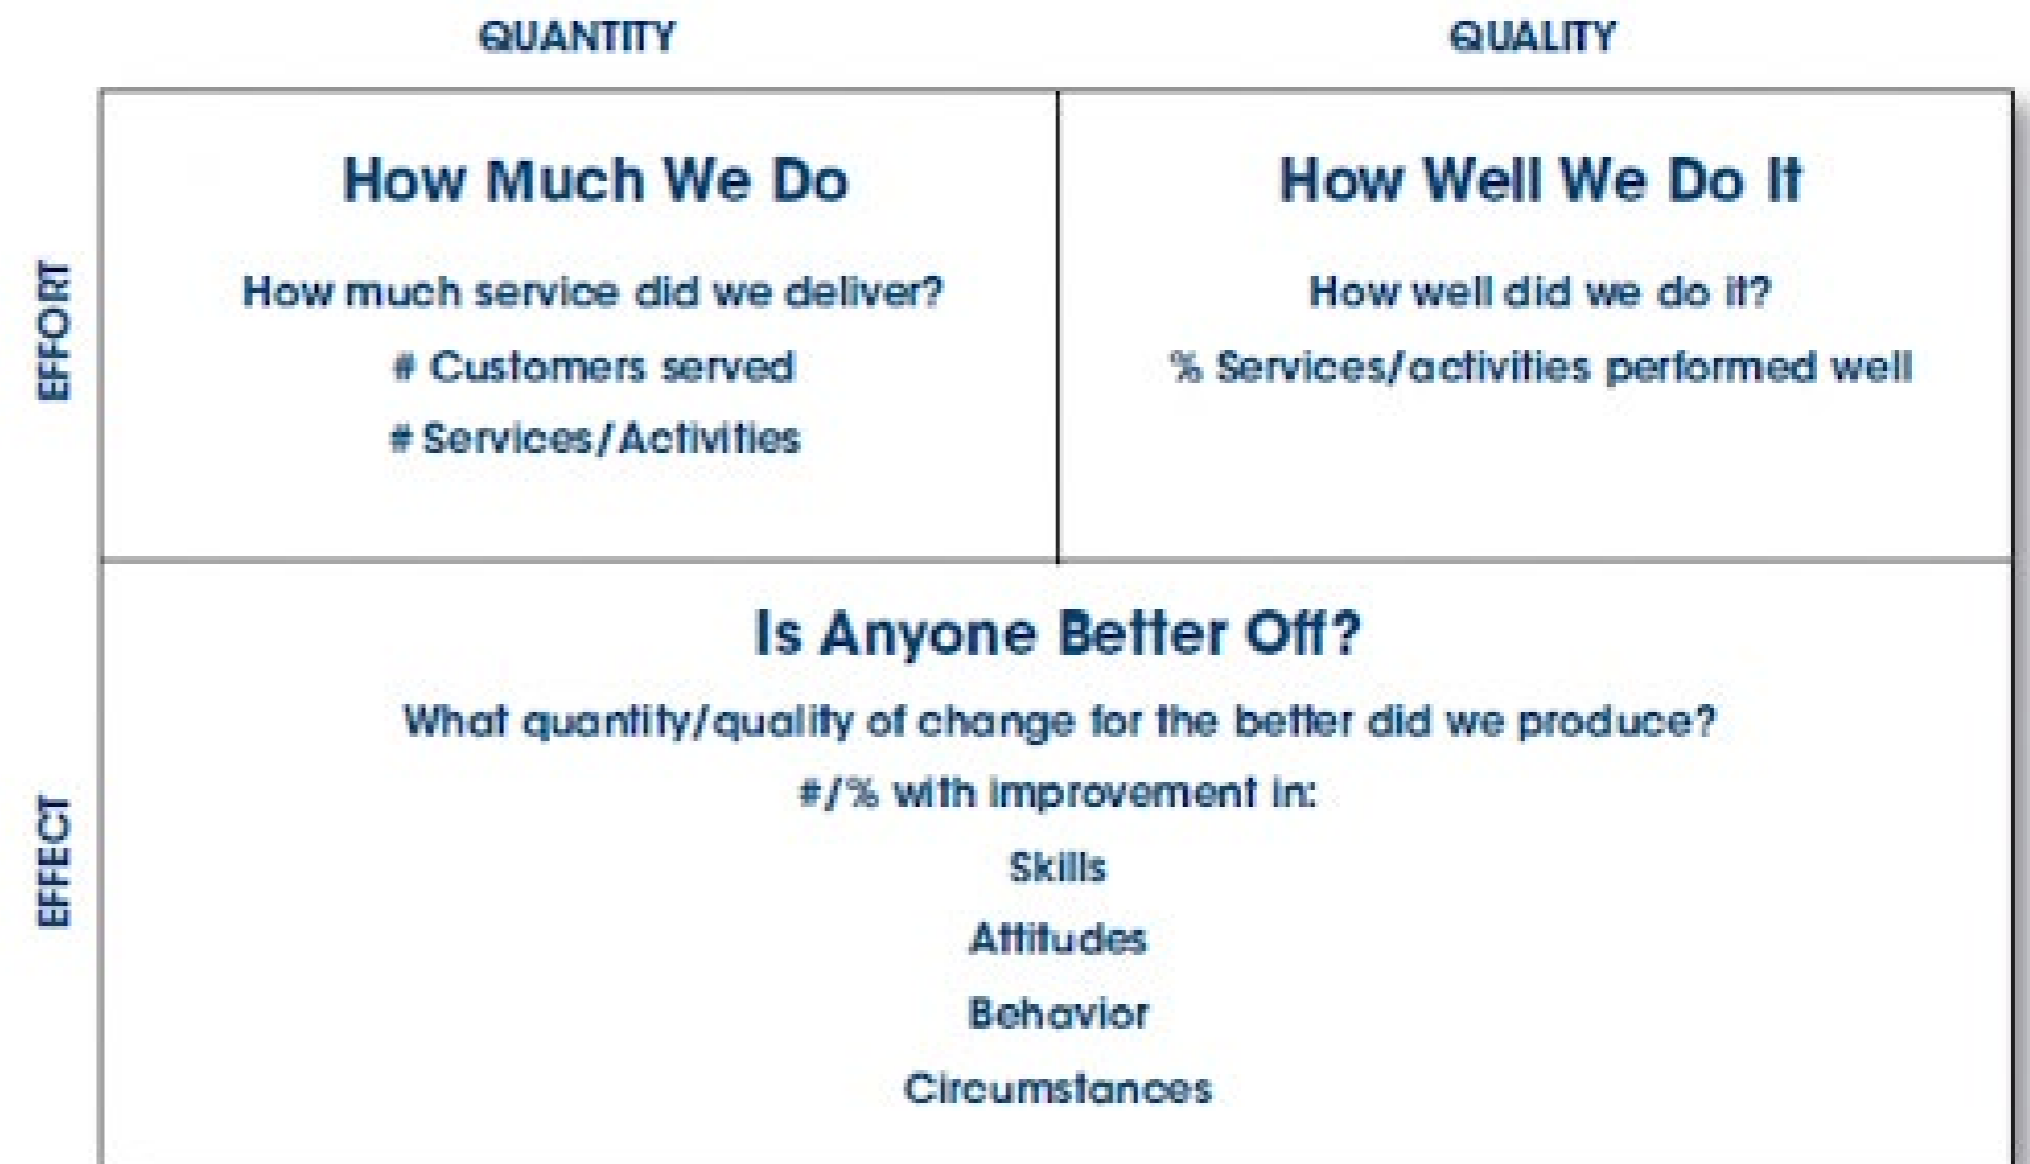 QUANTITY
QUALITY
EFFORT
How Much We Do
How much service did we deliver?
# Customers served
# Services/Activities
How Well We Do It
How well did we do it?
% Services/activities performed well
EFFECT
Is Anyone Better Off?
What quantity/quality of change for the better did we produce?
#/% with improvement in:
Skills
Attitudes
Behavior
Circumstances